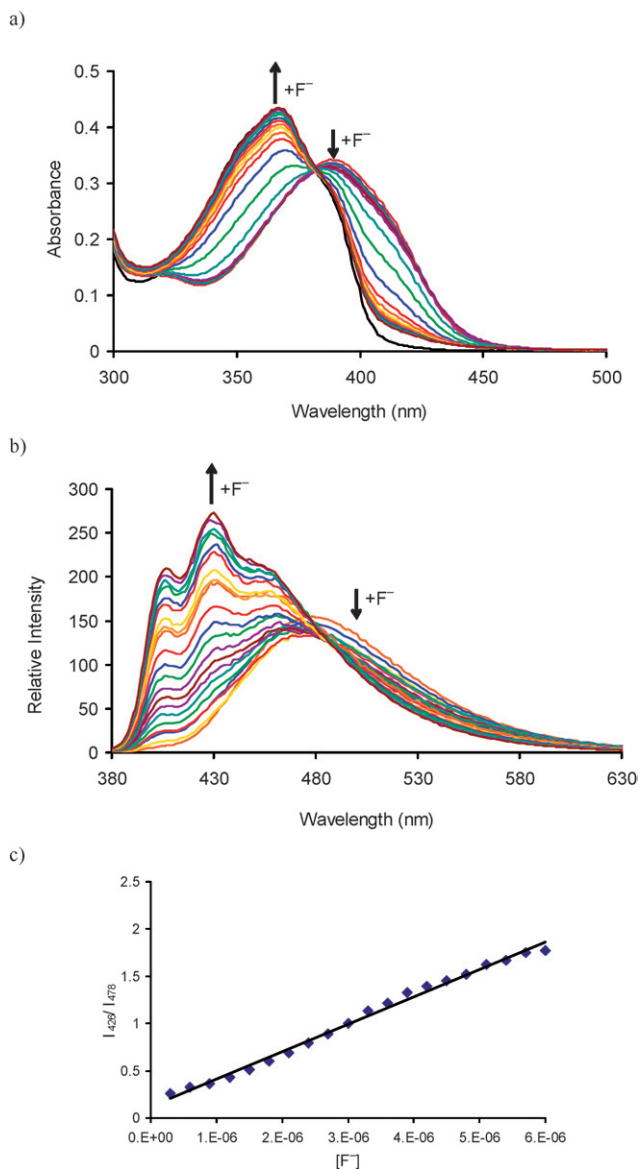 a)
0.5
0.4
0.3
0.2
0.1
0
Absorbance
+F⁻
+F⁻
300
350
400
450
500
Wavelength (nm)
b)
300
250
200
150
100
50
0
Relative Intensity
+F⁻
+F⁻
380
430
480
530
580
630
Wavelength (nm)
c)
2.5
2
1.5
1
0.5
0
I₄₂₆/ I₄₇₈
0.E+00
1.E-06
2.E-06
3.E-06
4.E-06
5.E-06
6.E-06
[F⁻]